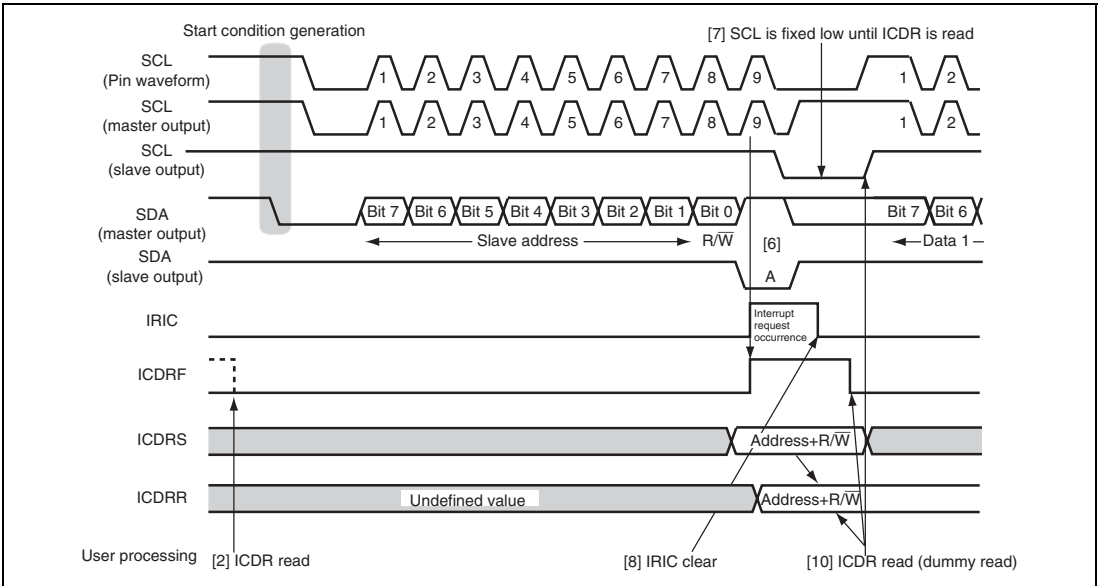 Start condition generation
[7] SCL is fixed low until ICDR is read
SCL
(Pin waveform)
1 2 3 4 5 6 7 8 9 1 2
SCL
(master output)
1 2 3 4 5 6 7 8 9 1 2
SCL
(slave output)
SDA
(master output)
Bit 7 Bit 6 Bit 5 Bit 4 Bit 3 Bit 2 Bit 1 Bit 0 Bit 7 Bit 6
Slave address R/W̅ [6] Data 1
SDA
(slave output)
A
IRIC
Interrupt
request
occurrence
ICDRF
ICDRS
Address+R/W̅
ICDRR
Undefined value
Address+R/W̅
User processing
[2] ICDR read
[8] IRIC clear
[10] ICDR read (dummy read)